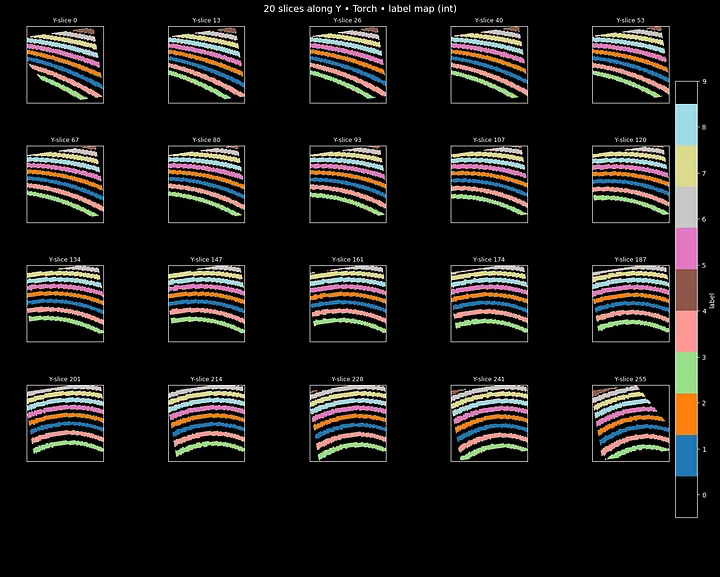 20 slices along Y • Torch • label map (int)
Y-slice 0
Y-slice 13
Y-slice 26
Y-slice 40
Y-slice 53
Y-slice 67
Y-slice 80
Y-slice 93
Y-slice 107
Y-slice 120
Y-slice 134
Y-slice 147
Y-slice 161
Y-slice 174
Y-slice 187
Y-slice 201
Y-slice 214
Y-slice 228
Y-slice 241
Y-slice 255
9
8
7
6
5
4
3
2
1
0
label